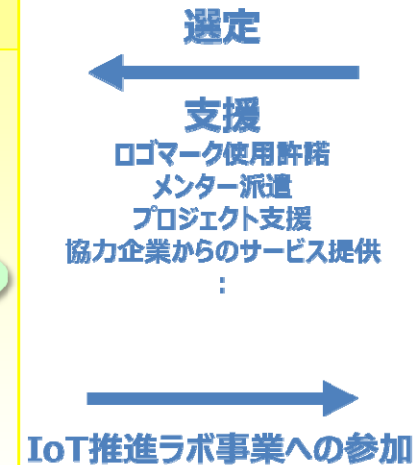 選定
支援
ロゴマーク使用許諾
メンター派遣
プロジェクト支援
協力企業からのサービス提供
:
IoT推進ラボ事業への参加